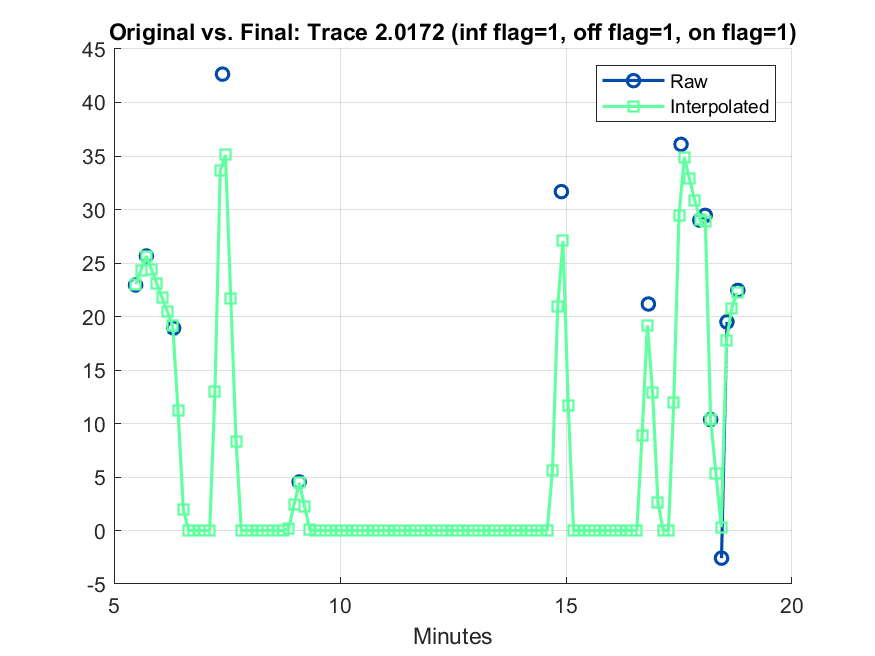 Original vs. Final: Trace 2.0172 (inf flag=1, off flag=1, on flag=1)
45
40
35
30
25
20
15
10
5
0
-5
Raw
Interpolated
5 10 15 20
Minutes